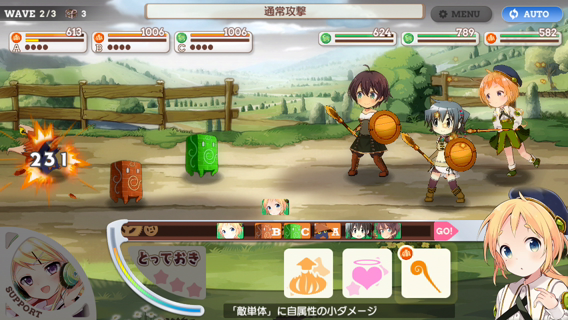 WAVE 2/3
3
通常攻撃
MENU
AUTO
613
A
1006
B
1006
C
624
789
582
231
B
C
A
GO!
とっておき
SUPPORT
「敵単体」に自属性の小ダメージ